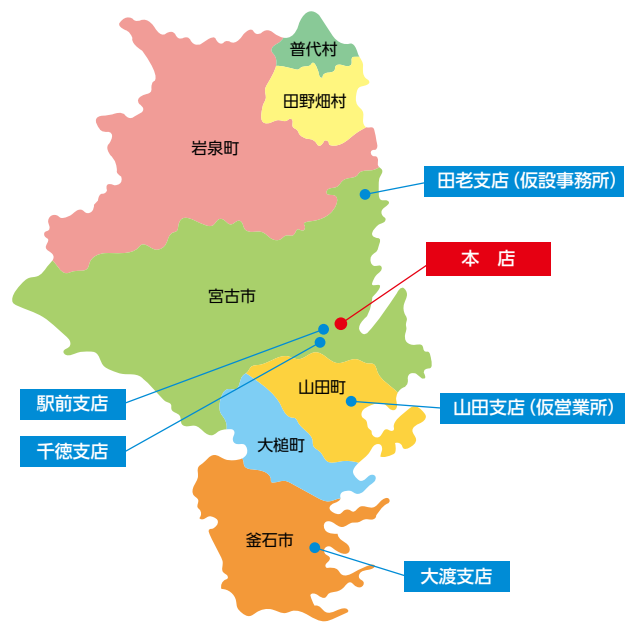 普代村
田野畑村
岩泉町
田老支店（仮設事務所）
本　店
宮古市
山田町
駅前支店
山田支店（仮営業所）
千徳支店
大槌町
釜石市
大渡支店